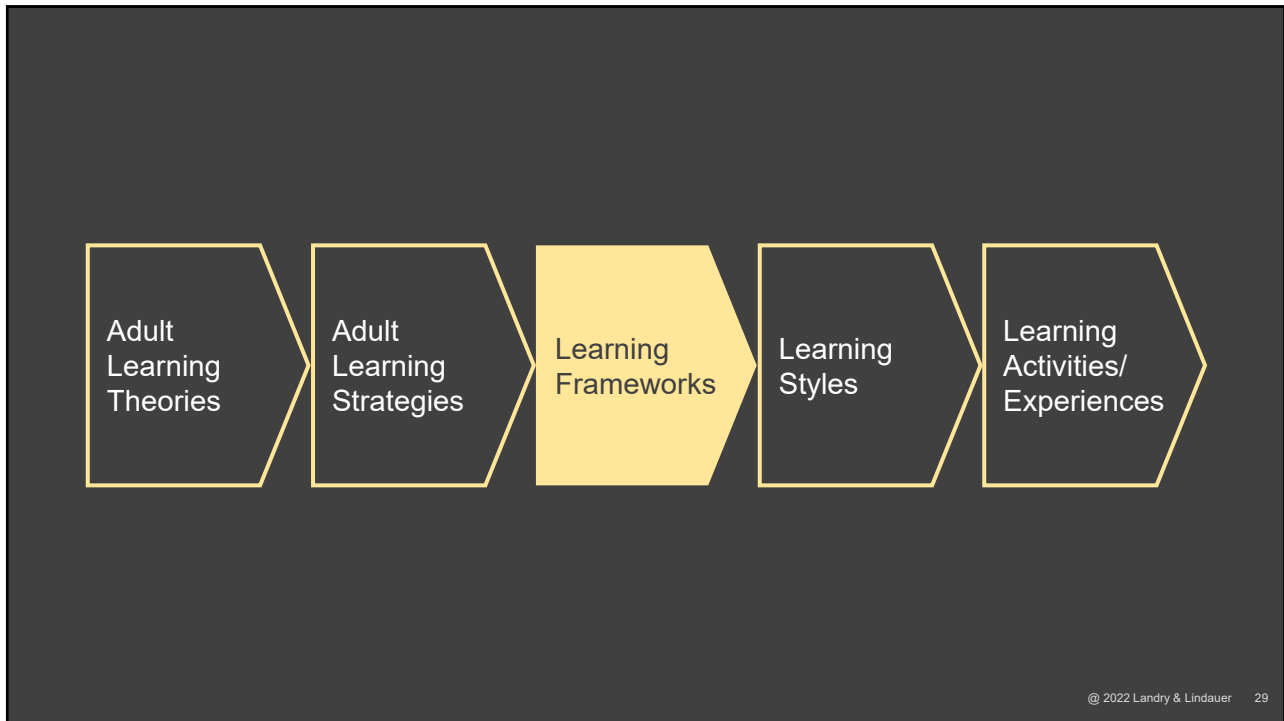 Adult
Learning
Theories
Adult
Learning
Strategies
Learning
Frameworks
Learning
Styles
Learning
Activities/
Experiences
@ 2022 Landry & Lindauer 29